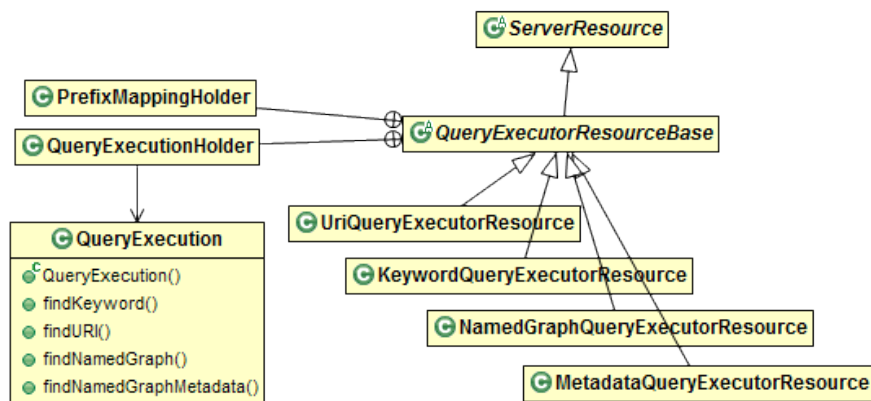 ServerResource
PrefixMappingHolder
QueryExecutorResourceBase
QueryExecutionHolder
UriQueryExecutorResource
QueryExecution
QueryExecution()
findKeyword()
findURI()
findNamedGraph()
findNamedGraphMetadata()
KeywordQueryExecutorResource
NamedGraphQueryExecutorResource
MetadataQueryExecutorResource